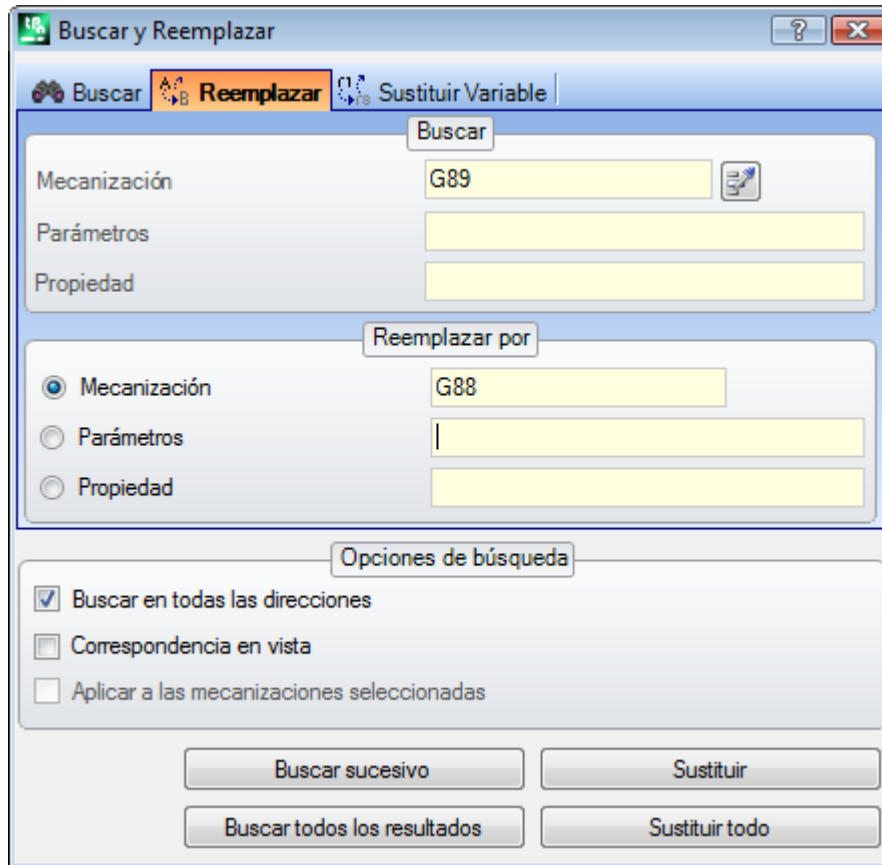 Buscar y Reemplazar
Buscar Reemplazar Sustituir Variable
Buscar
Mecanización G89
Parámetros
Propiedad
Reemplazar por
Mecanización G88
Parámetros
Propiedad
Opciones de búsqueda
Buscar en todas las direcciones
Correspondencia en vista
Aplicar a las mecanizaciones seleccionadas
Buscar sucesivo Sustituir
Buscar todos los resultados Sustituir todo